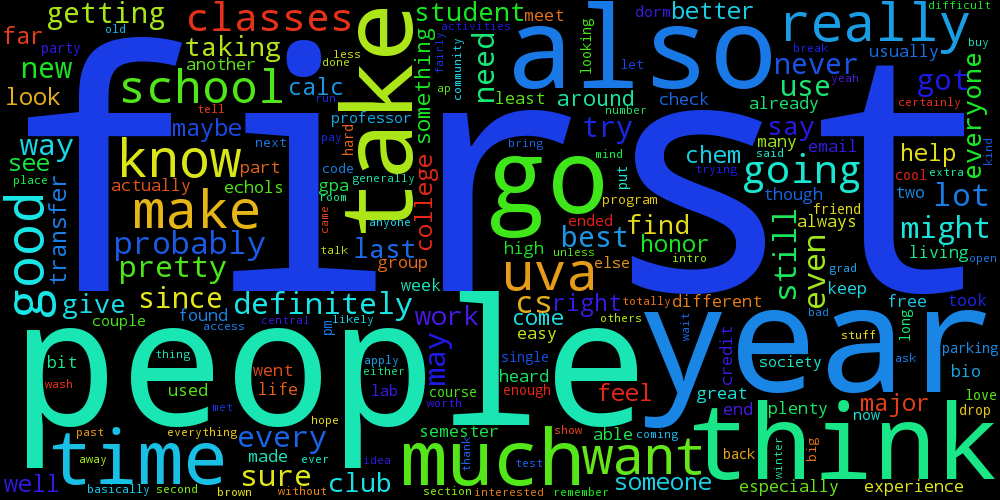 getting
old
classes
student
meet
dorm
activities
better
really
difficult
far
party
taking
less
done
take
something
community
looking
also
let
break
usually
buy
new
another
calc
need
never
got
everyone
look
school
run
ap
least
around
check
use
already
yeah
certainly
way
maybe
tell
professor
number
try
say
email
kind
first
see
know
next
pay
hard
code
college
bring
mind
chem
many
said
going
help
place
part
actually
echols
gpa
generally
room
go
put
program
though
cool
extra
two
lot
good
transfer
make
came
anyone
ended
find
friend
always
might
probably
last
talk
high
unless
best
honor
intro
still
even
living
open
pretty
group
week
uva
else
grad
keep
give
since
definitely
cs
right
totally
different
bad
free
took
couple
found
access
central
pm
likely
work
come
others
long
year
stuff
ask
parking
people
bit
thing
may
easy
wait
credit
society
bio
wash
went
apply
either
single
heard
used
life
lab
course
enough
feel
great
love
met
worth
end
plenty
now
major
drop
past
everything
hope
semester
show
able
coming
think
time
every
made
ever
idea
much
thank
want
back
winter
big
away
sure
test
someone
well
basically
second
brown
without
club
section
interested
remember
especially
experience